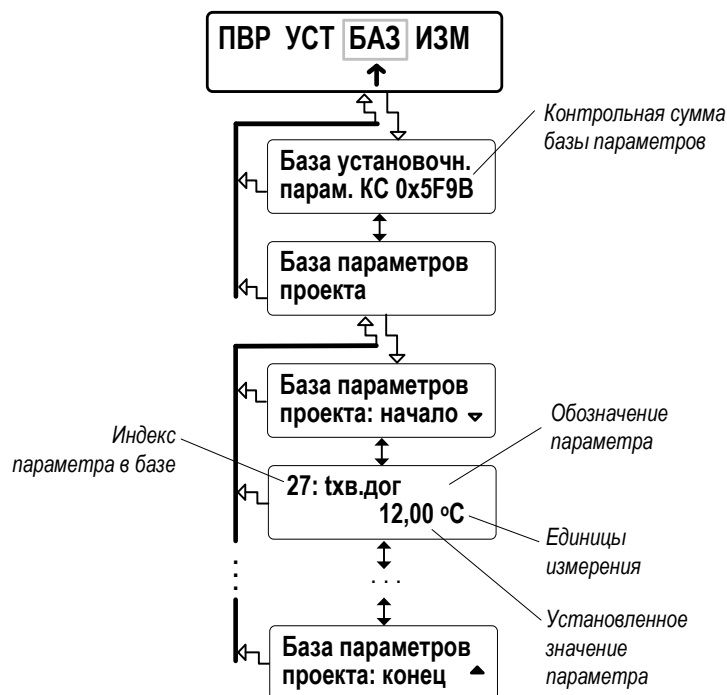 ПВР УСТ БАЗ ИЗМ
Контрольная сумма
базы параметров
База установочн.
парам. КС 0x5F9B
База параметров
проекта
База параметров
проекта: начало
Индекс
параметра в базе
Обозначение
параметра
27: tхв.дог
12,00 ºС
Единицы
измерения
. . .
Установленное
значение
параметра
База параметров
проекта: конец